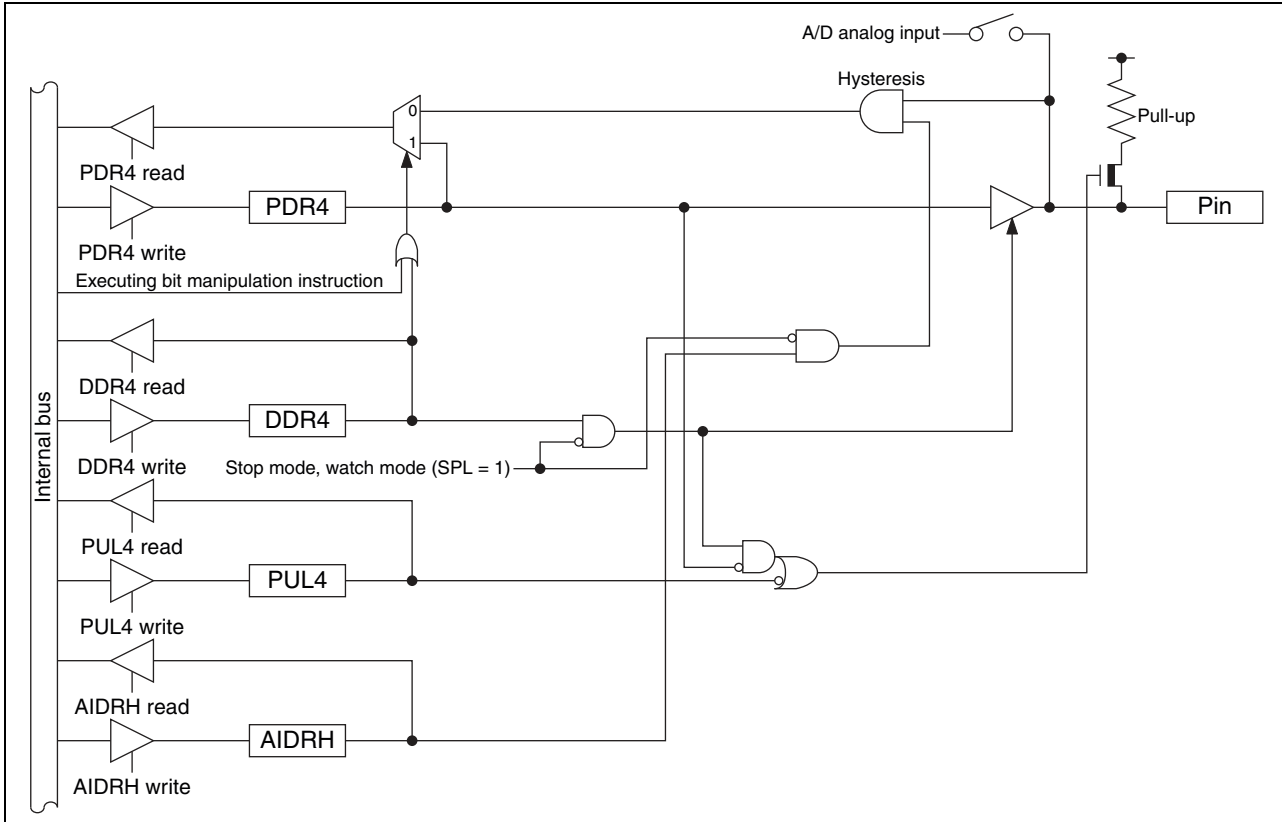 A/D analog input
Hysteresis
0
Pull-up
1
PDR4 read
PDR4
Pin
PDR4 write
Executing bit manipulation instruction
DDR4 read
Internal bus
DDR4
DDR4 write
Stop mode, watch mode (SPL = 1)
PUL4 read
PUL4
PUL4 write
AIDRH read
AIDRH
AIDRH write